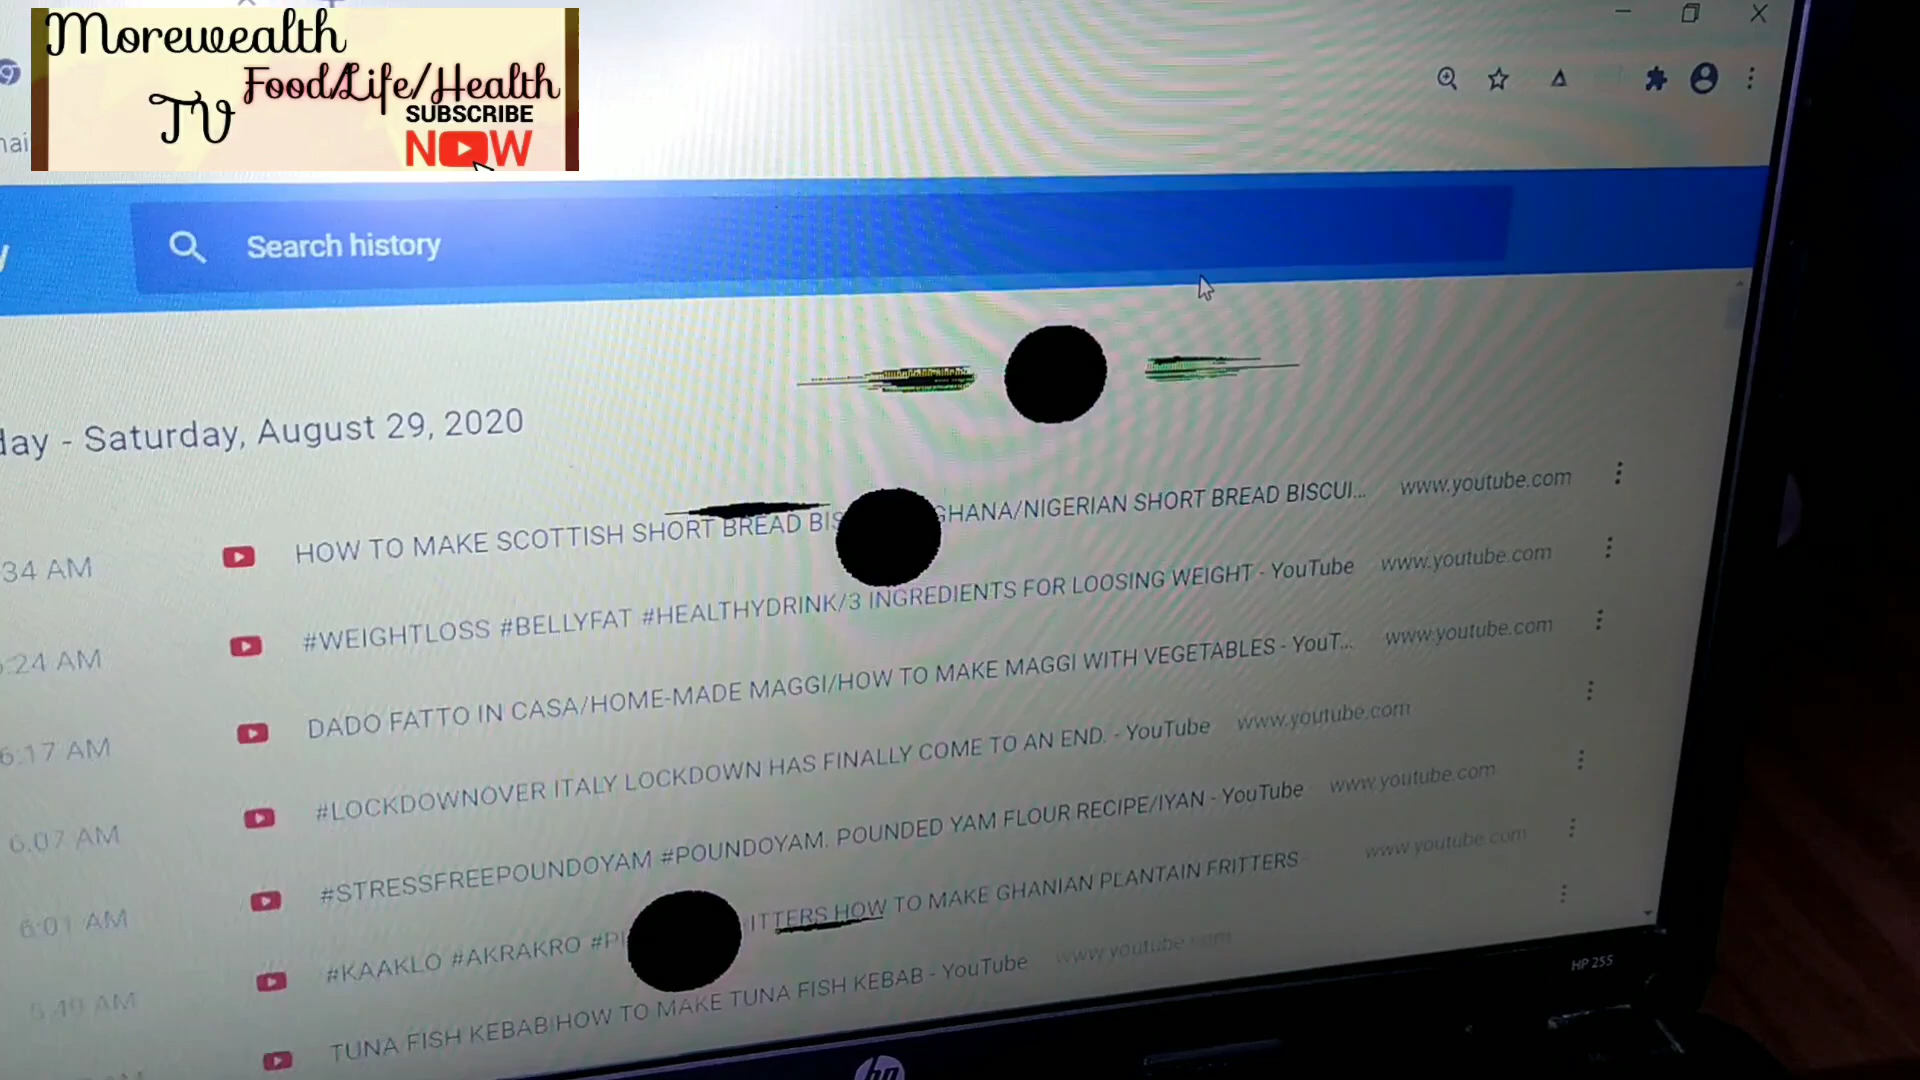 Morewealth
Food/Life/Health
TV
SUBSCRIBE
NOW
Search history
day - Saturday, August 29, 2020
34 AM HOW TO MAKE SCOTTISH SHORT BREAD BIS GHANA/NIGERIAN SHORT BREAD BISCUI... www.youtube.com
:24 AM #WEIGHTLOSS #BELLYFAT #HEALTHYDRINK/3 INGREDIENTS FOR LOOSING WEIGHT - YouTube www.youtube.com
6:17 AM DADO FATTO IN CASA/HOME-MADE MAGGI/HOW TO MAKE MAGGI WITH VEGETABLES - YouT... www.youtube.com
6:07 AM #LOCKDOWNOVER ITALY LOCKDOWN HAS FINALLY COME TO AN END. - YouTube www.youtube.com
6:01 AM #STRESSFREEPOUNDOYAM #POUNDOYAM. POUNDED YAM FLOUR RECIPE/IYAN - YouTube www.youtube.com
5:49 AM #KAAKLO #AKRAKRO #PL ITTERS HOW TO MAKE GHANIAN PLANTAIN FRITTERS - www.youtube.com
TUNA FISH KEBAB|HOW TO MAKE TUNA FISH KEBAB - YouTube www.youtube.com
HP 255
hp